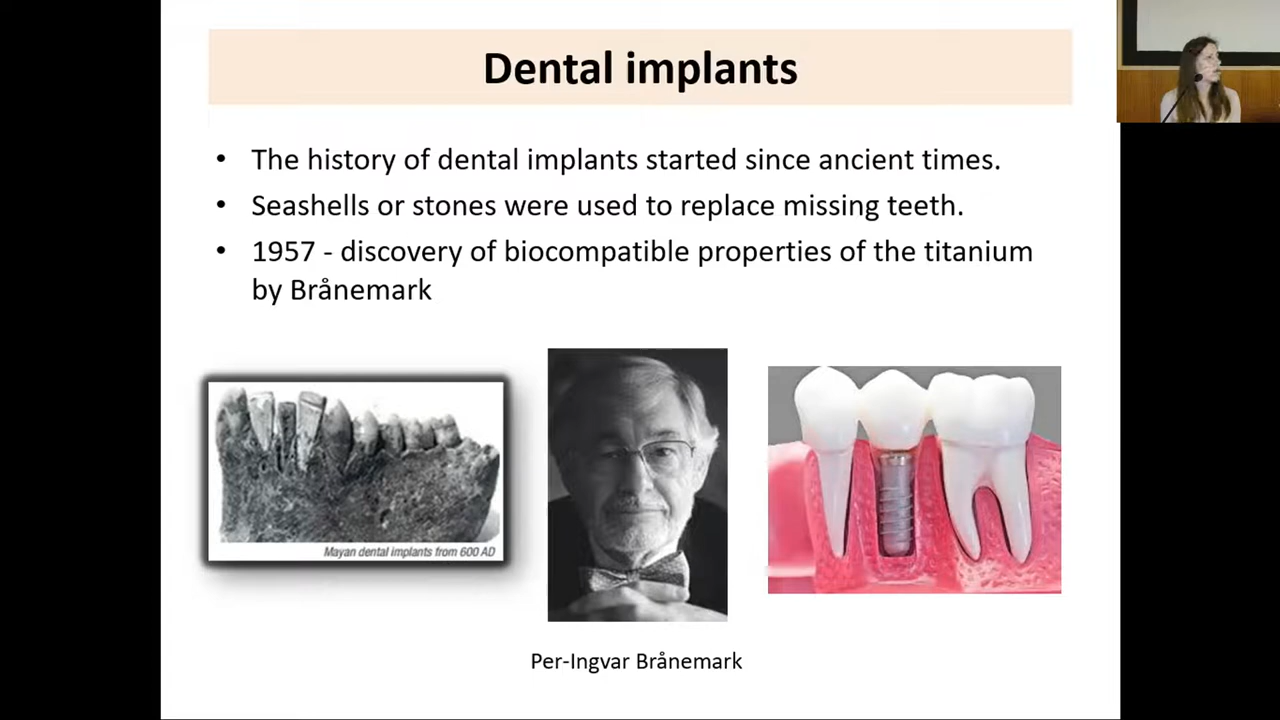 Dental implants
• The history of dental implants started since ancient times.
• Seashells or stones were used to replace missing teeth.
• 1957 - discovery of biocompatible properties of the titanium
by Brånemark
Mayan dental implants from 600 AD
Per-Ingvar Brånemark